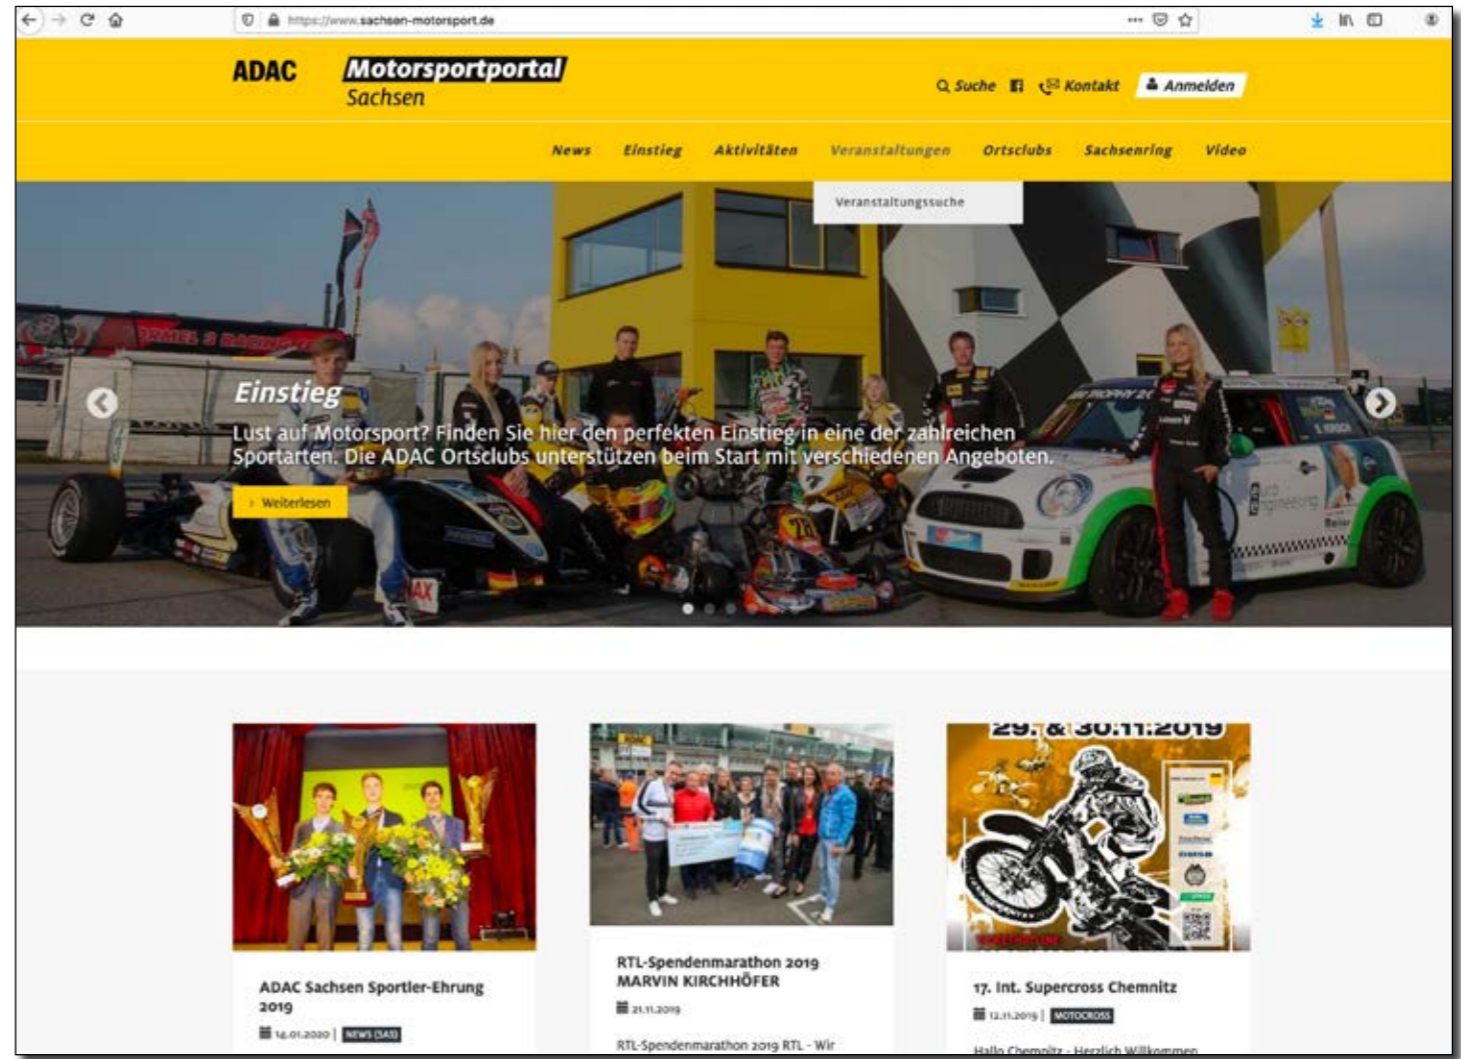 https://www.sachsen-motorsport.de
ADAC
Motorsportportal
Sachsen
Suche
Kontakt
Anmelden
News Einstieg Aktivitäten Veranstaltungen Ortsclubs Sachsenring Video
Veranstaltungssuche
Einstieg
Lust auf Motorsport? Finden Sie hier den perfekten Einstieg in eine der zahlreichen
Sportarten. Die ADAC Ortsclubs unterstützen beim Start mit verschiedenen Angeboten.
› Weiterlesen
78
29. & 30.11.2019
ADAC
DMSB
ADAC Sachsen Sportler-Ehrung
2019
14.01.2020 | NEWS (SAS)
RTL-Spendenmarathon 2019
MARVIN KIRCHHÖFER
21.11.2019
RTL-Spendenmarathon 2019 RTL - Wir
17. Int. Supercross Chemnitz
12.11.2019 | MOTOCROSS
Hallo Chemnitz - Herzlich Willkommen